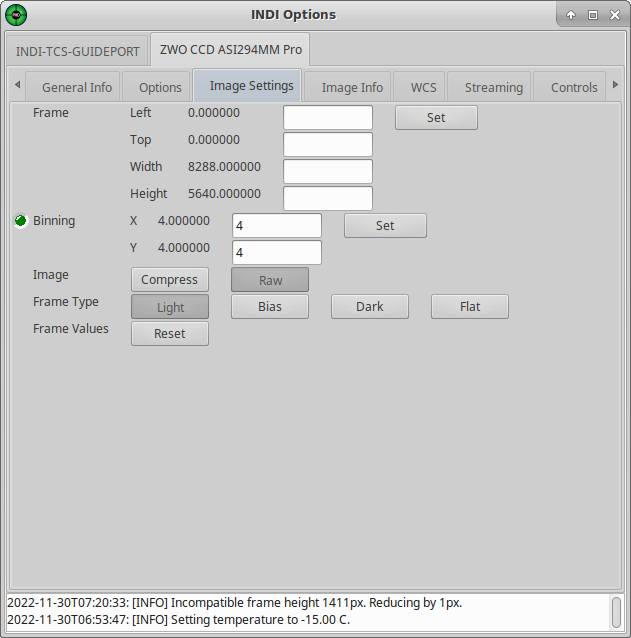 INDI Options
INDI-TCS-GUIDEPORT ZWO CCD ASI294MM Pro
General Info Options Image Settings Image Info WCS Streaming Controls
Frame Left 0.000000 Set
Top 0.000000
Width 8288.000000
Height 5640.000000
Binning X 4.000000 4 Set
Y 4.000000 4
Image Compress Raw
Frame Type Light Bias Dark Flat
Frame Values Reset
2022-11-30T07:20:33: [INFO] Incompatible frame height 1411px. Reducing by 1px.
2022-11-30T06:53:47: [INFO] Setting temperature to -15.00 C.